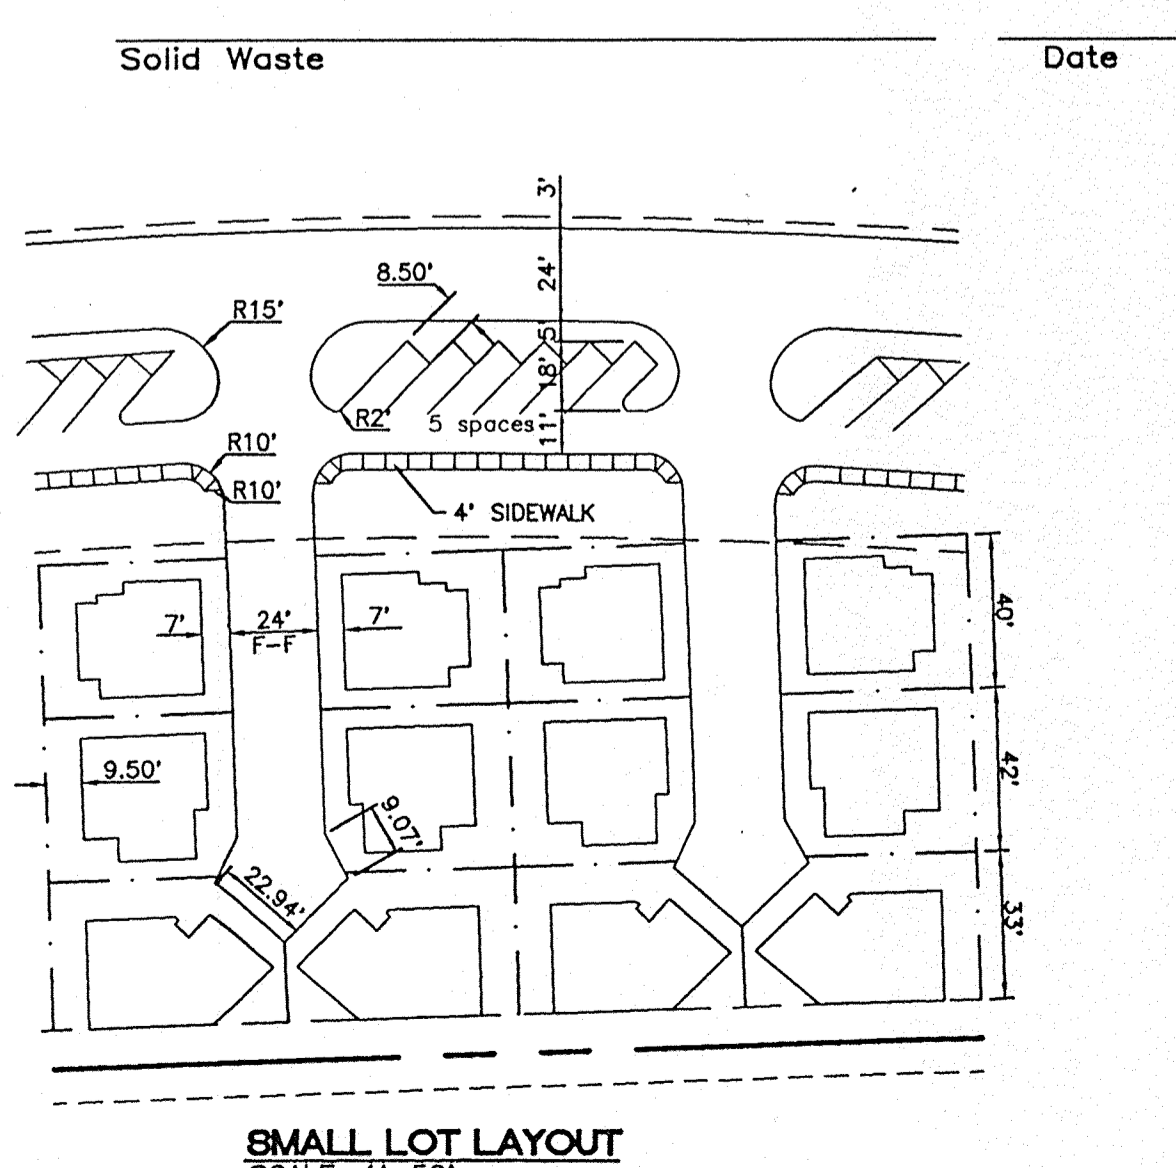 Solid Waste
Date
3'
24'
8.50'
R15'
5'
18'
R2'
5 spaces
11'
R10'
R10'
4' SIDEWALK
40'
7'
24'
F-F
7'
42'
9.50'
9.07'
22.94'
33'
SMALL LOT LAYOUT